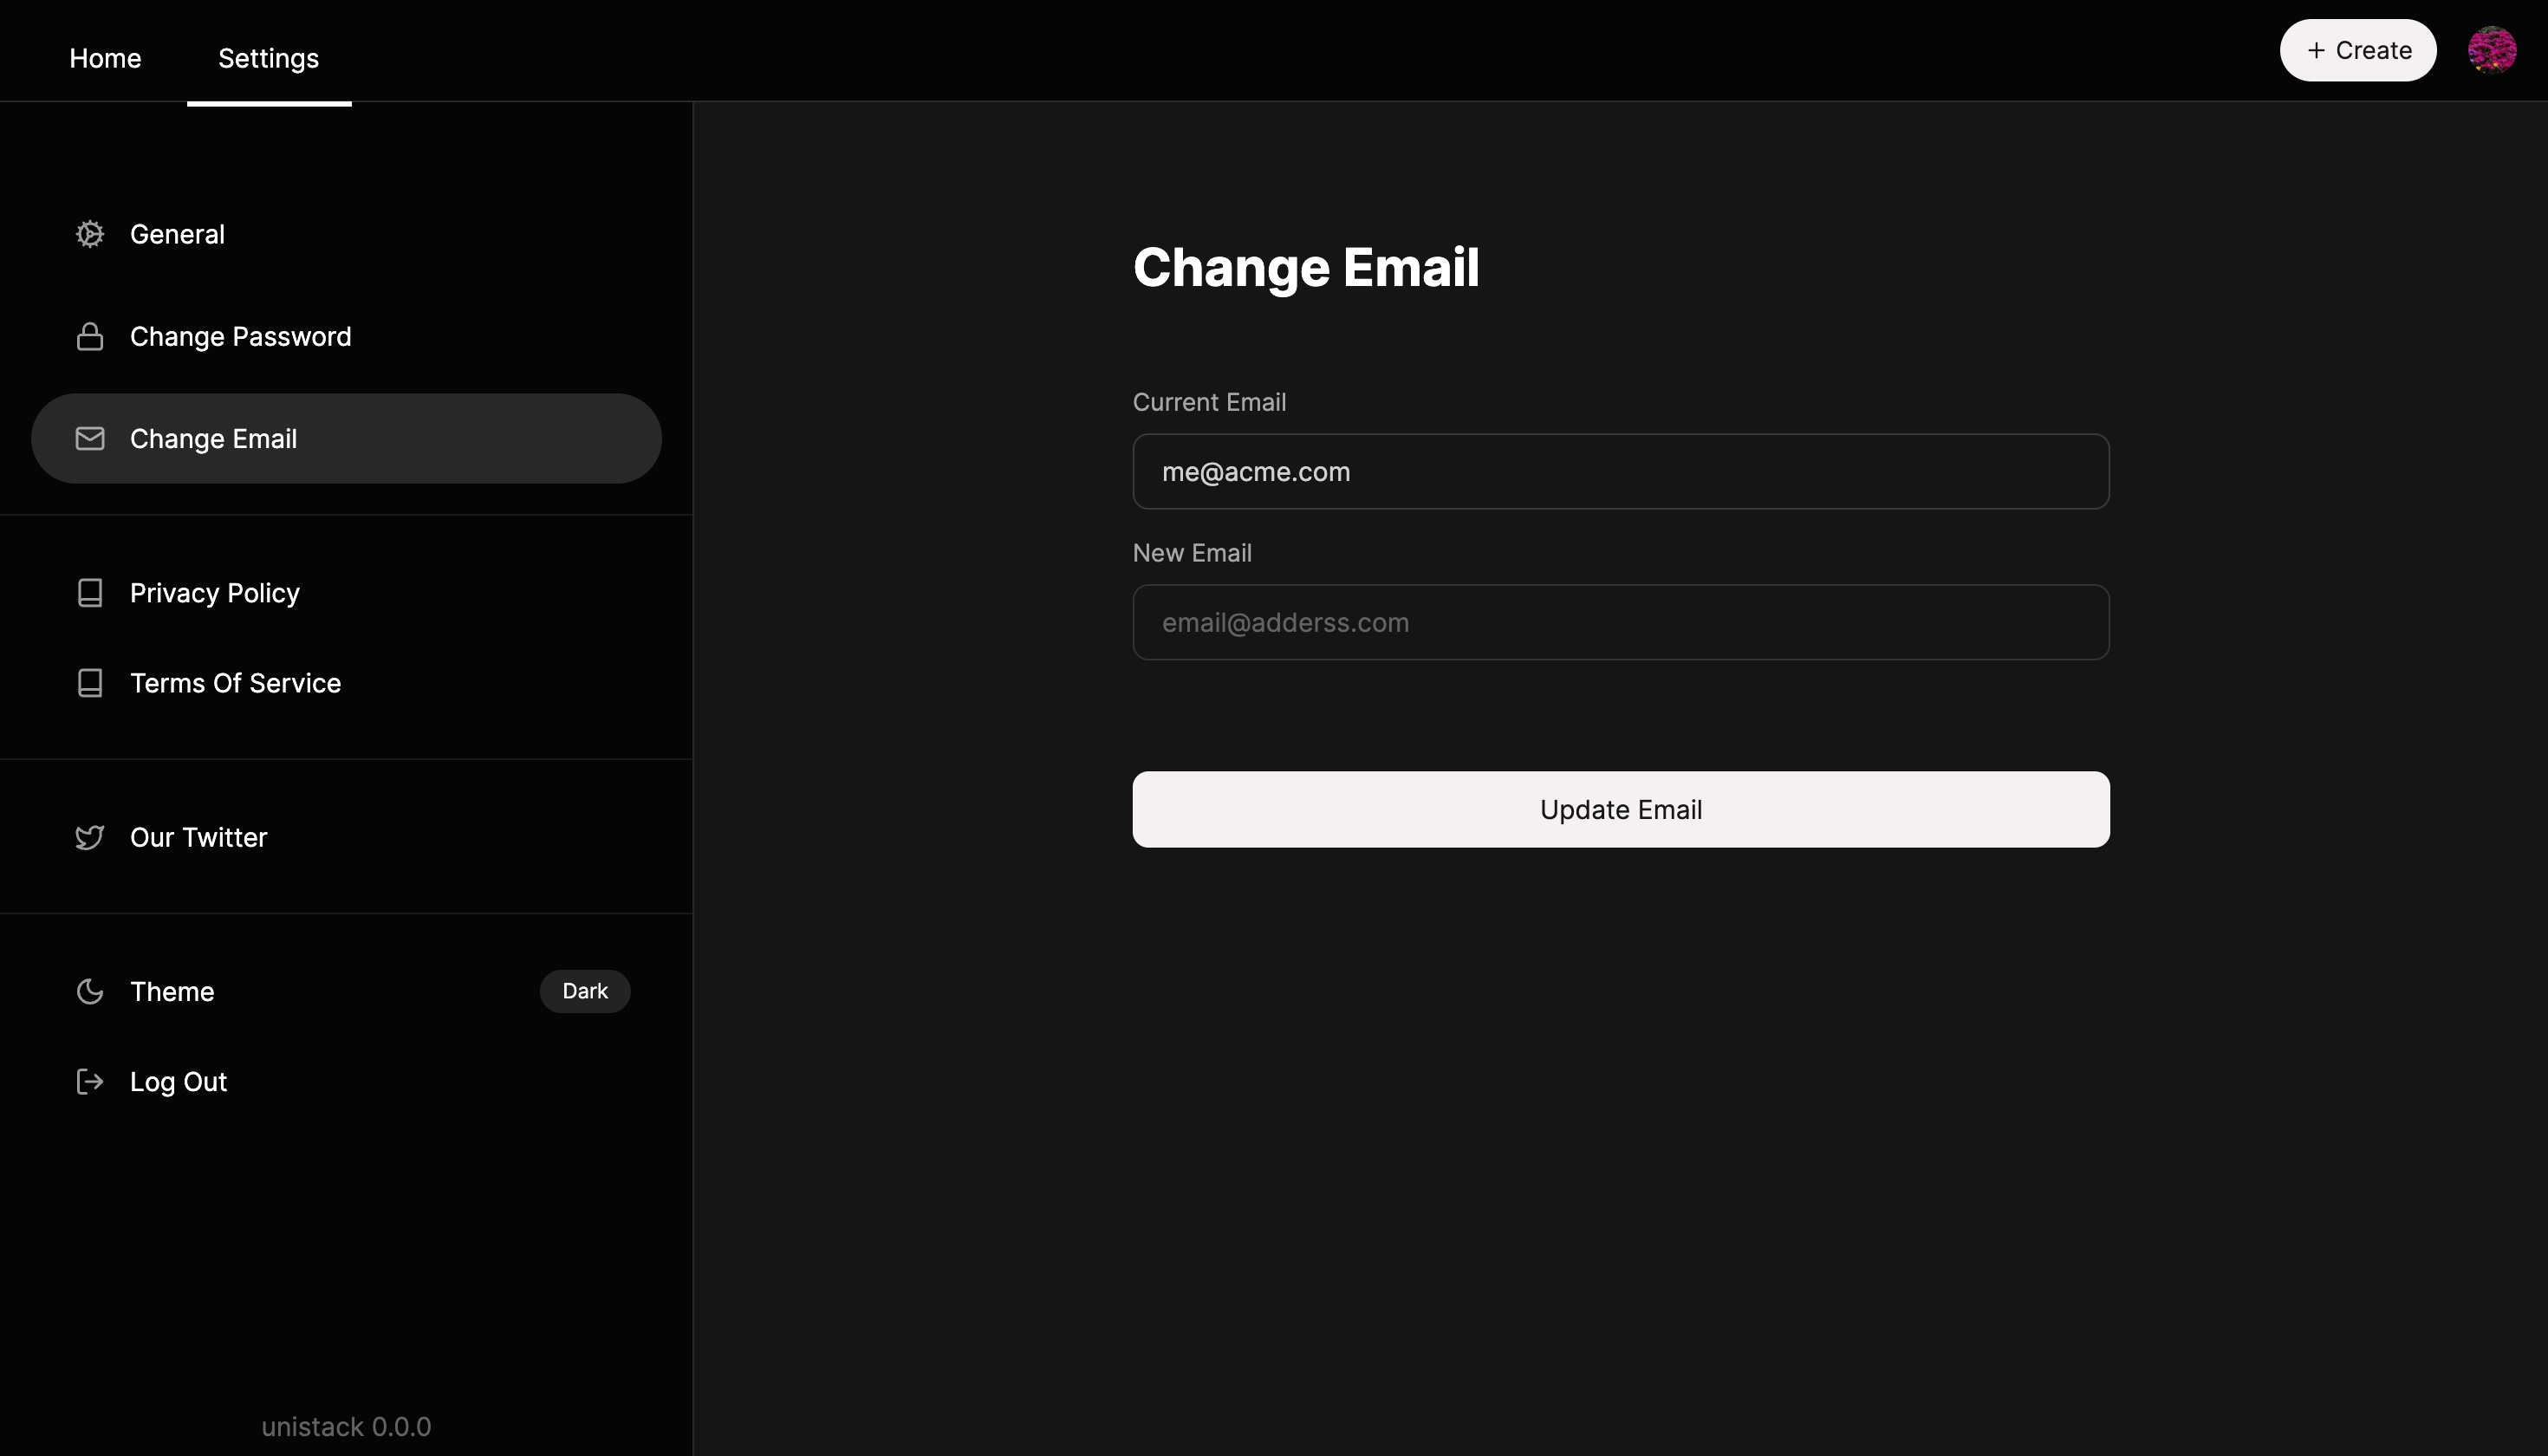 Home
Settings
+ Create
General
Change Password
Change Email
Privacy Policy
Terms Of Service
Our Twitter
Theme
Dark
Log Out
unistack 0.0.0
Change Email
Current Email
me@acme.com
New Email
email@adderss.com
Update Email